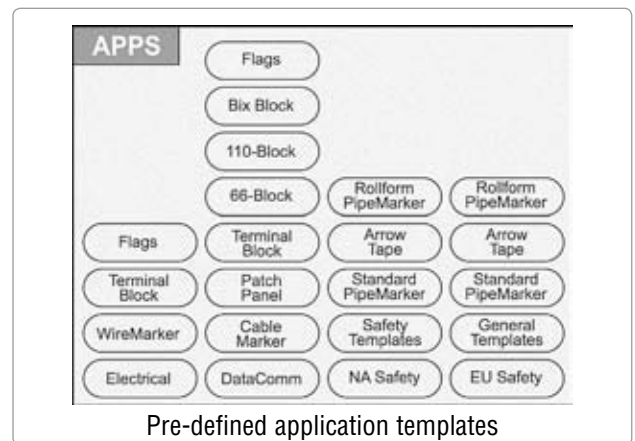 APPS
Flags
Bix Block
110-Block
66-Block
Rollform
PipeMarker
Rollform
PipeMarker
Flags
Terminal
Block
Arrow
Tape
Arrow
Tape
Terminal
Block
Patch
Panel
Standard
PipeMarker
Standard
PipeMarker
WireMarker
Cable
Marker
Safety
Templates
General
Templates
Electrical
DataComm
NA Safety
EU Safety
Pre-defined application templates